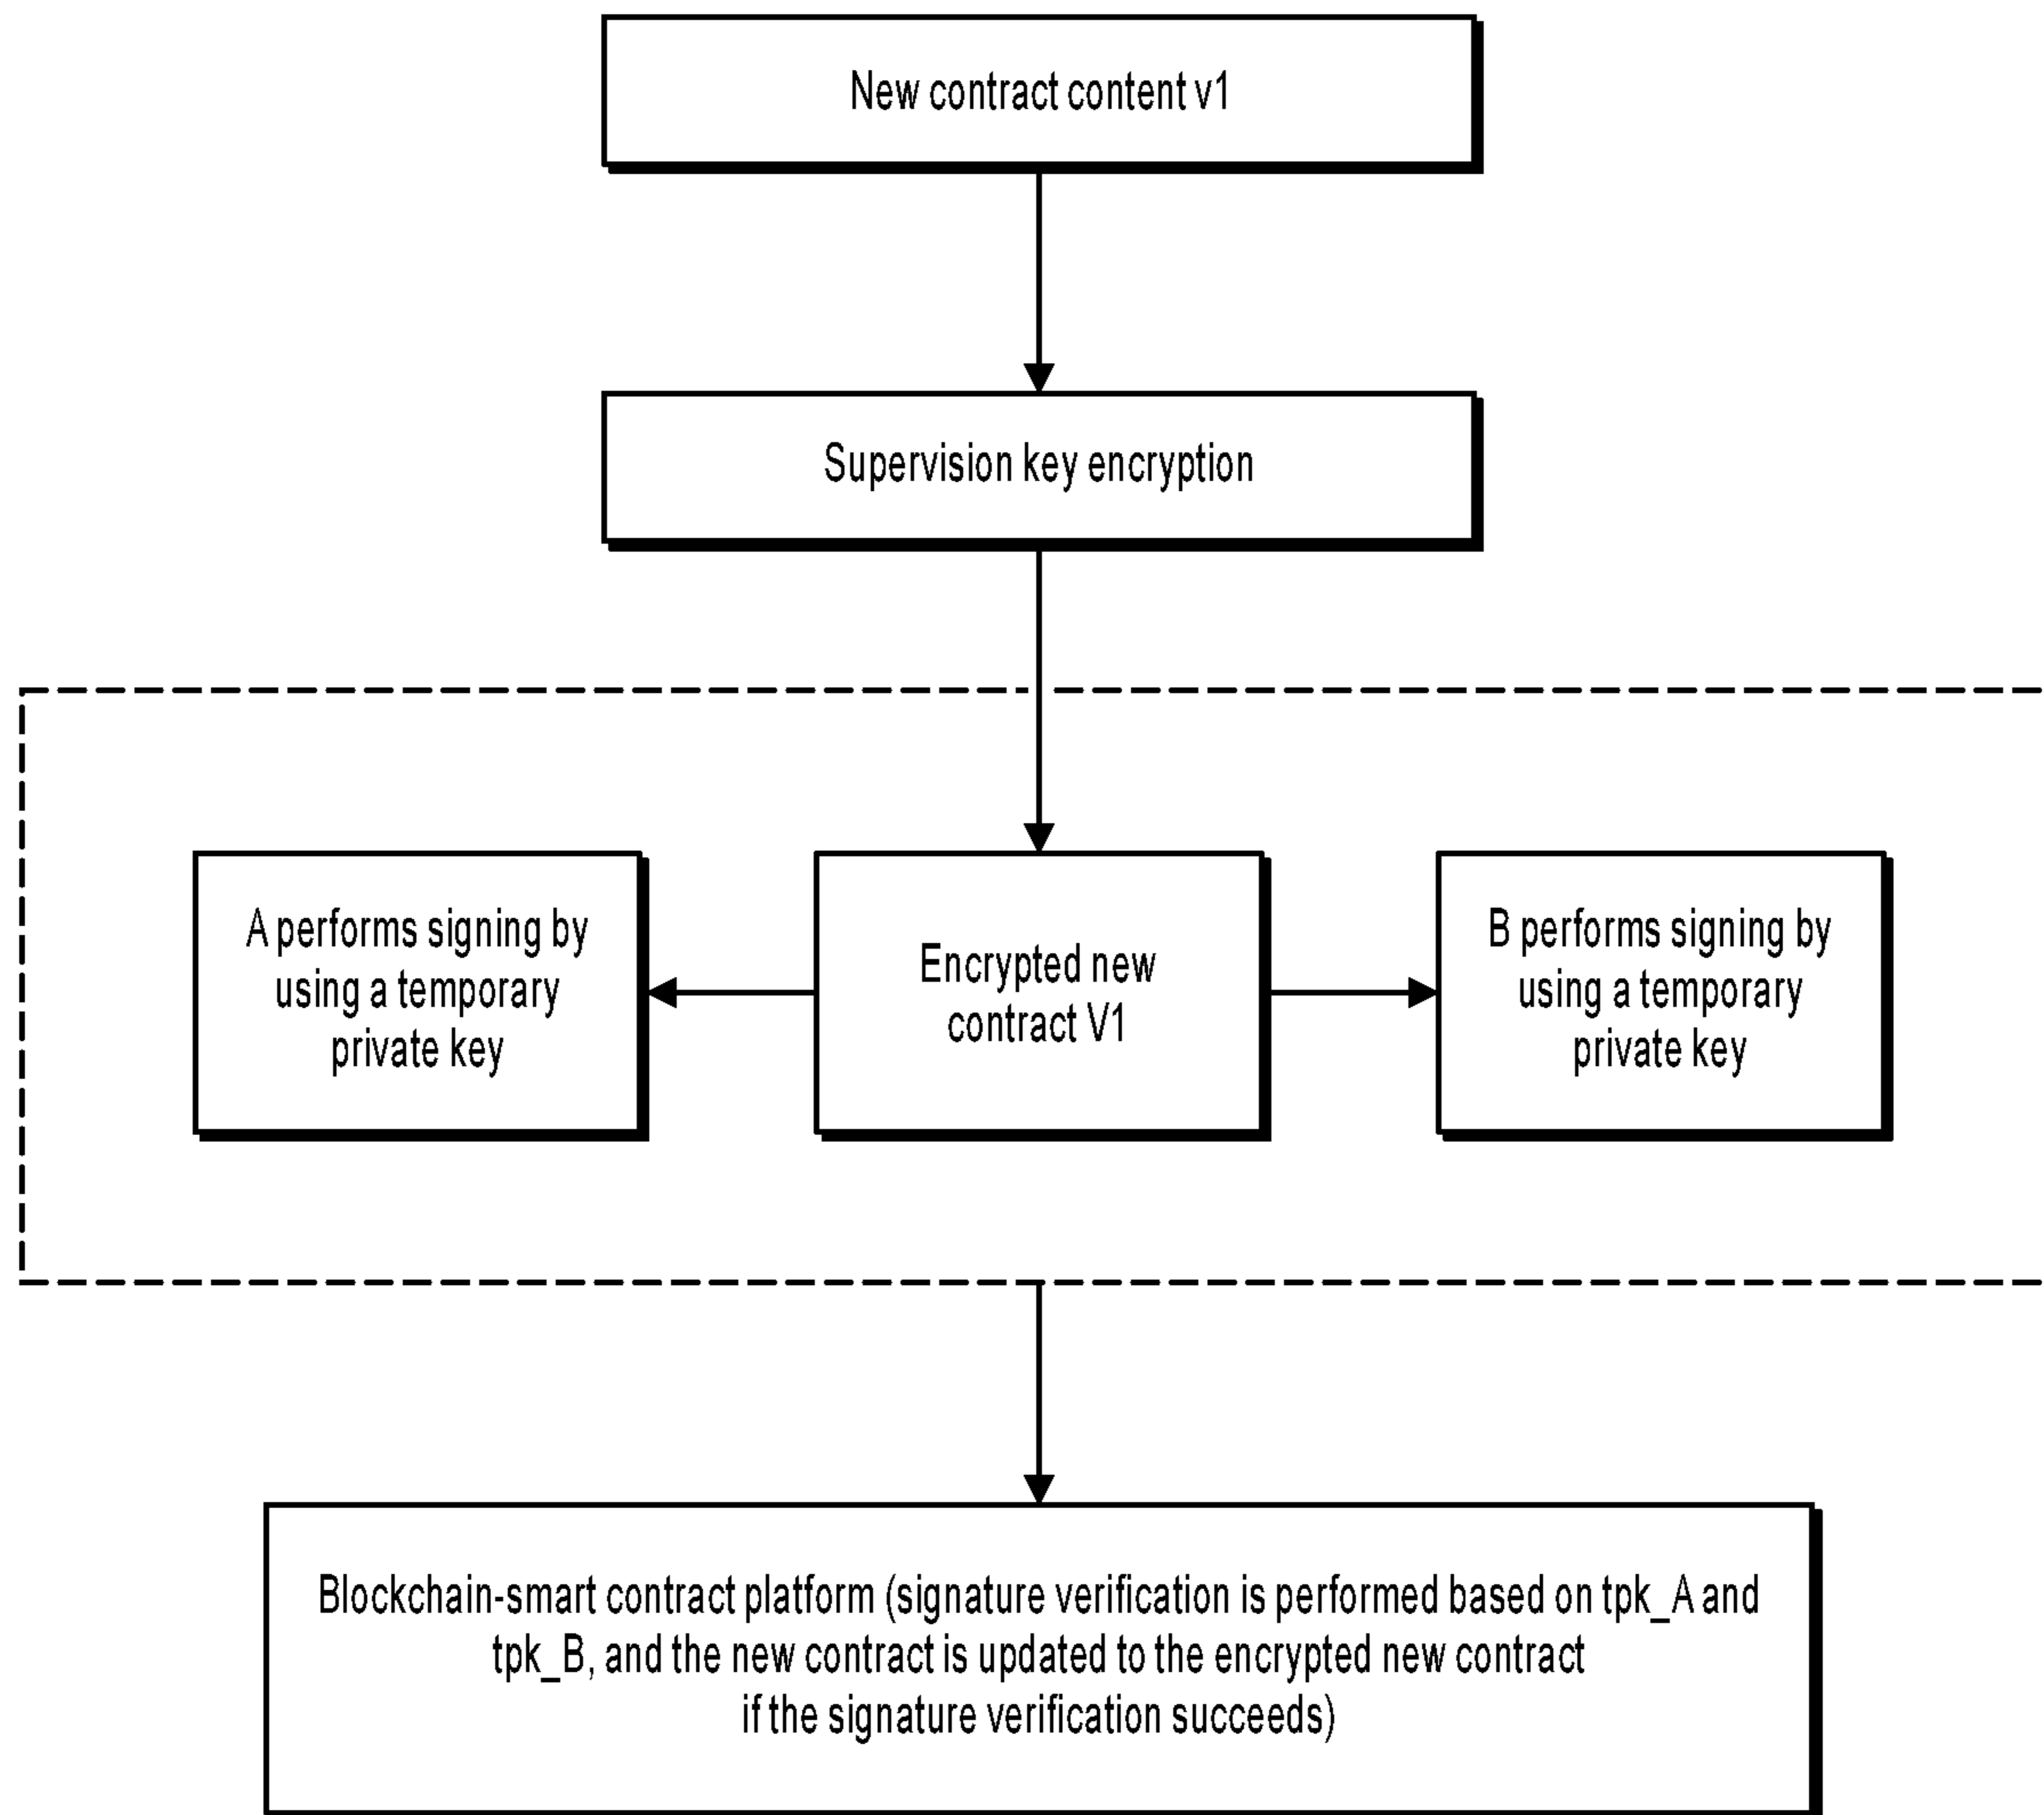 New contract content v1
Supervision key encryption
A performs signing by
using a temporary
private key
Encrypted new
contract V1
B performs signing by
using a temporary
private key
Blockchain-smart contract platform (signature verification is performed based on tpk_A and
tpk_B, and the new contract is updated to the encrypted new contract
if the signature verification succeeds)